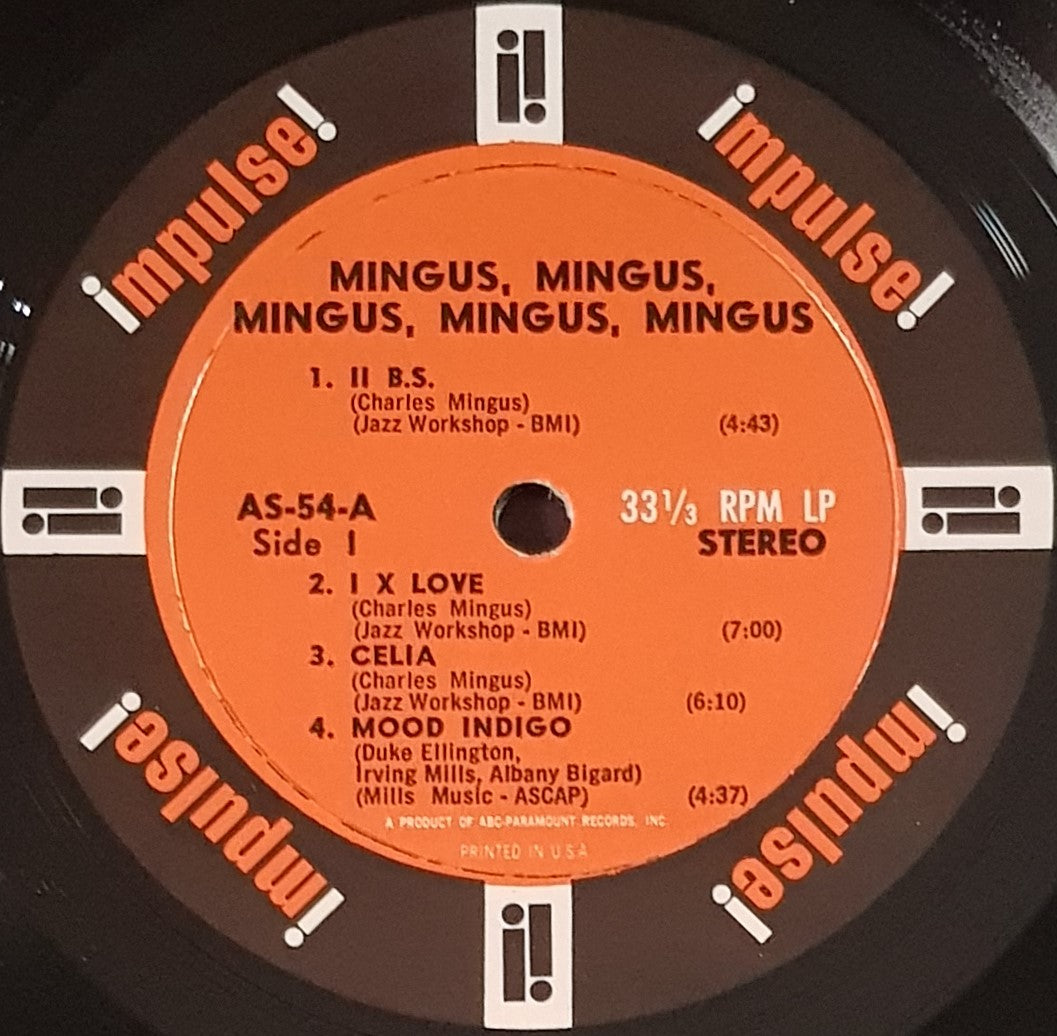 impulse!
impulse!
MINGUS, MINGUS,
MINGUS, MINGUS, MINGUS
1. II B.S.
(Charles Mingus)
(Jazz Workshop - BMI) (4:43)
AS-54-A
Side 1
33 1/3 RPM LP
STEREO
2. I X LOVE
(Charles Mingus)
(Jazz Workshop - BMI) (7:00)
3. CELIA
(Charles Mingus)
(Jazz Workshop - BMI) (6:10)
4. MOOD INDIGO
(Duke Ellington,
Irving Mills, Albany Bigard)
(Mills Music - ASCAP) (4:37)
A PRODUCT OF ABC-PARAMOUNT RECORDS, INC.
PRINTED IN U.S.A
impulse!
impulse!